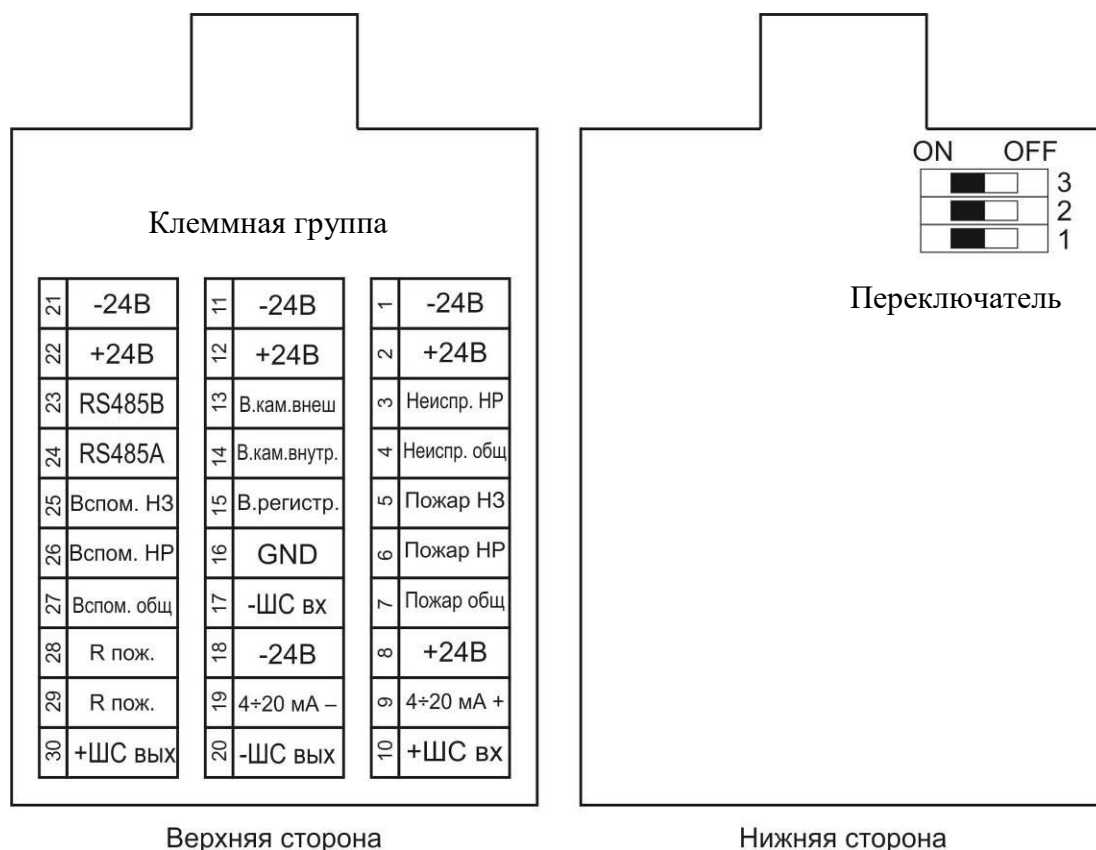 Клеммная группа
21 -24В 11 -24В 1 -24В
22 +24В 12 +24В 2 +24В
23 RS485B 13 В.кам.внеш 3 Неиспр. НР
24 RS485A 14 В.кам.внутр. 4 Неиспр. общ
25 Вспом. НЗ 15 В.регистр. 5 Пожар НЗ
26 Вспом. НР 16 GND 6 Пожар НР
27 Вспом. общ 17 -ШС вх 7 Пожар общ
28 R пож. 18 -24В 8 +24В
29 R пож. 19 4÷20 мА – 9 4÷20 мА +
30 +ШС вых 20 -ШС вых 10 +ШС вх
Верхняя сторона
ON OFF
3
2
1
Переключатель
Нижняя сторона